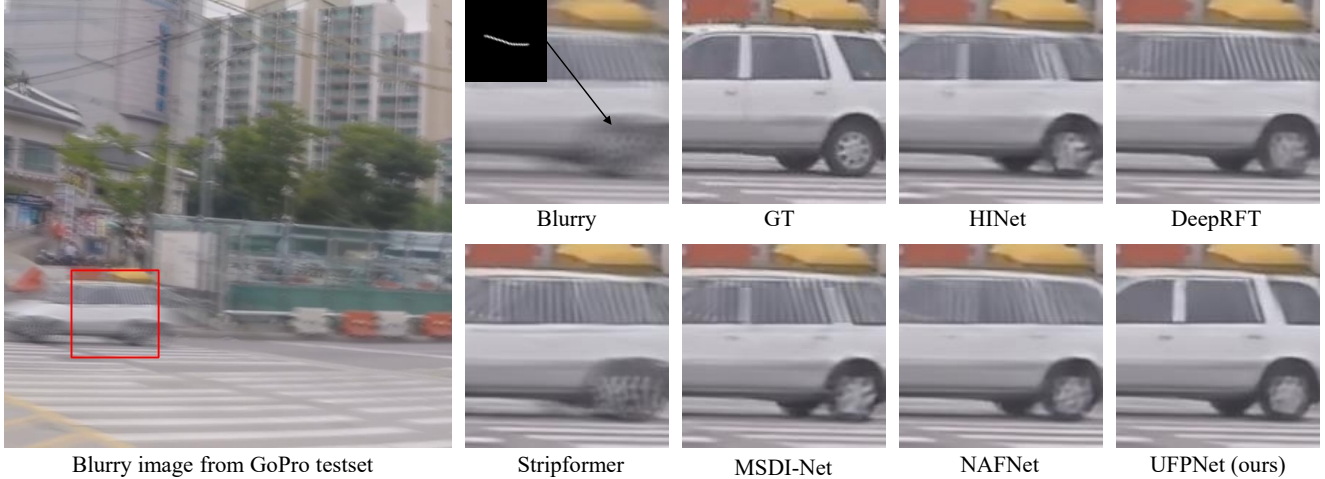 Blurry
GT
HINet
DeepRFT
Blurry image from GoPro testset
Stripformer
MSDI-Net
NAFNet
UFPNet (ours)